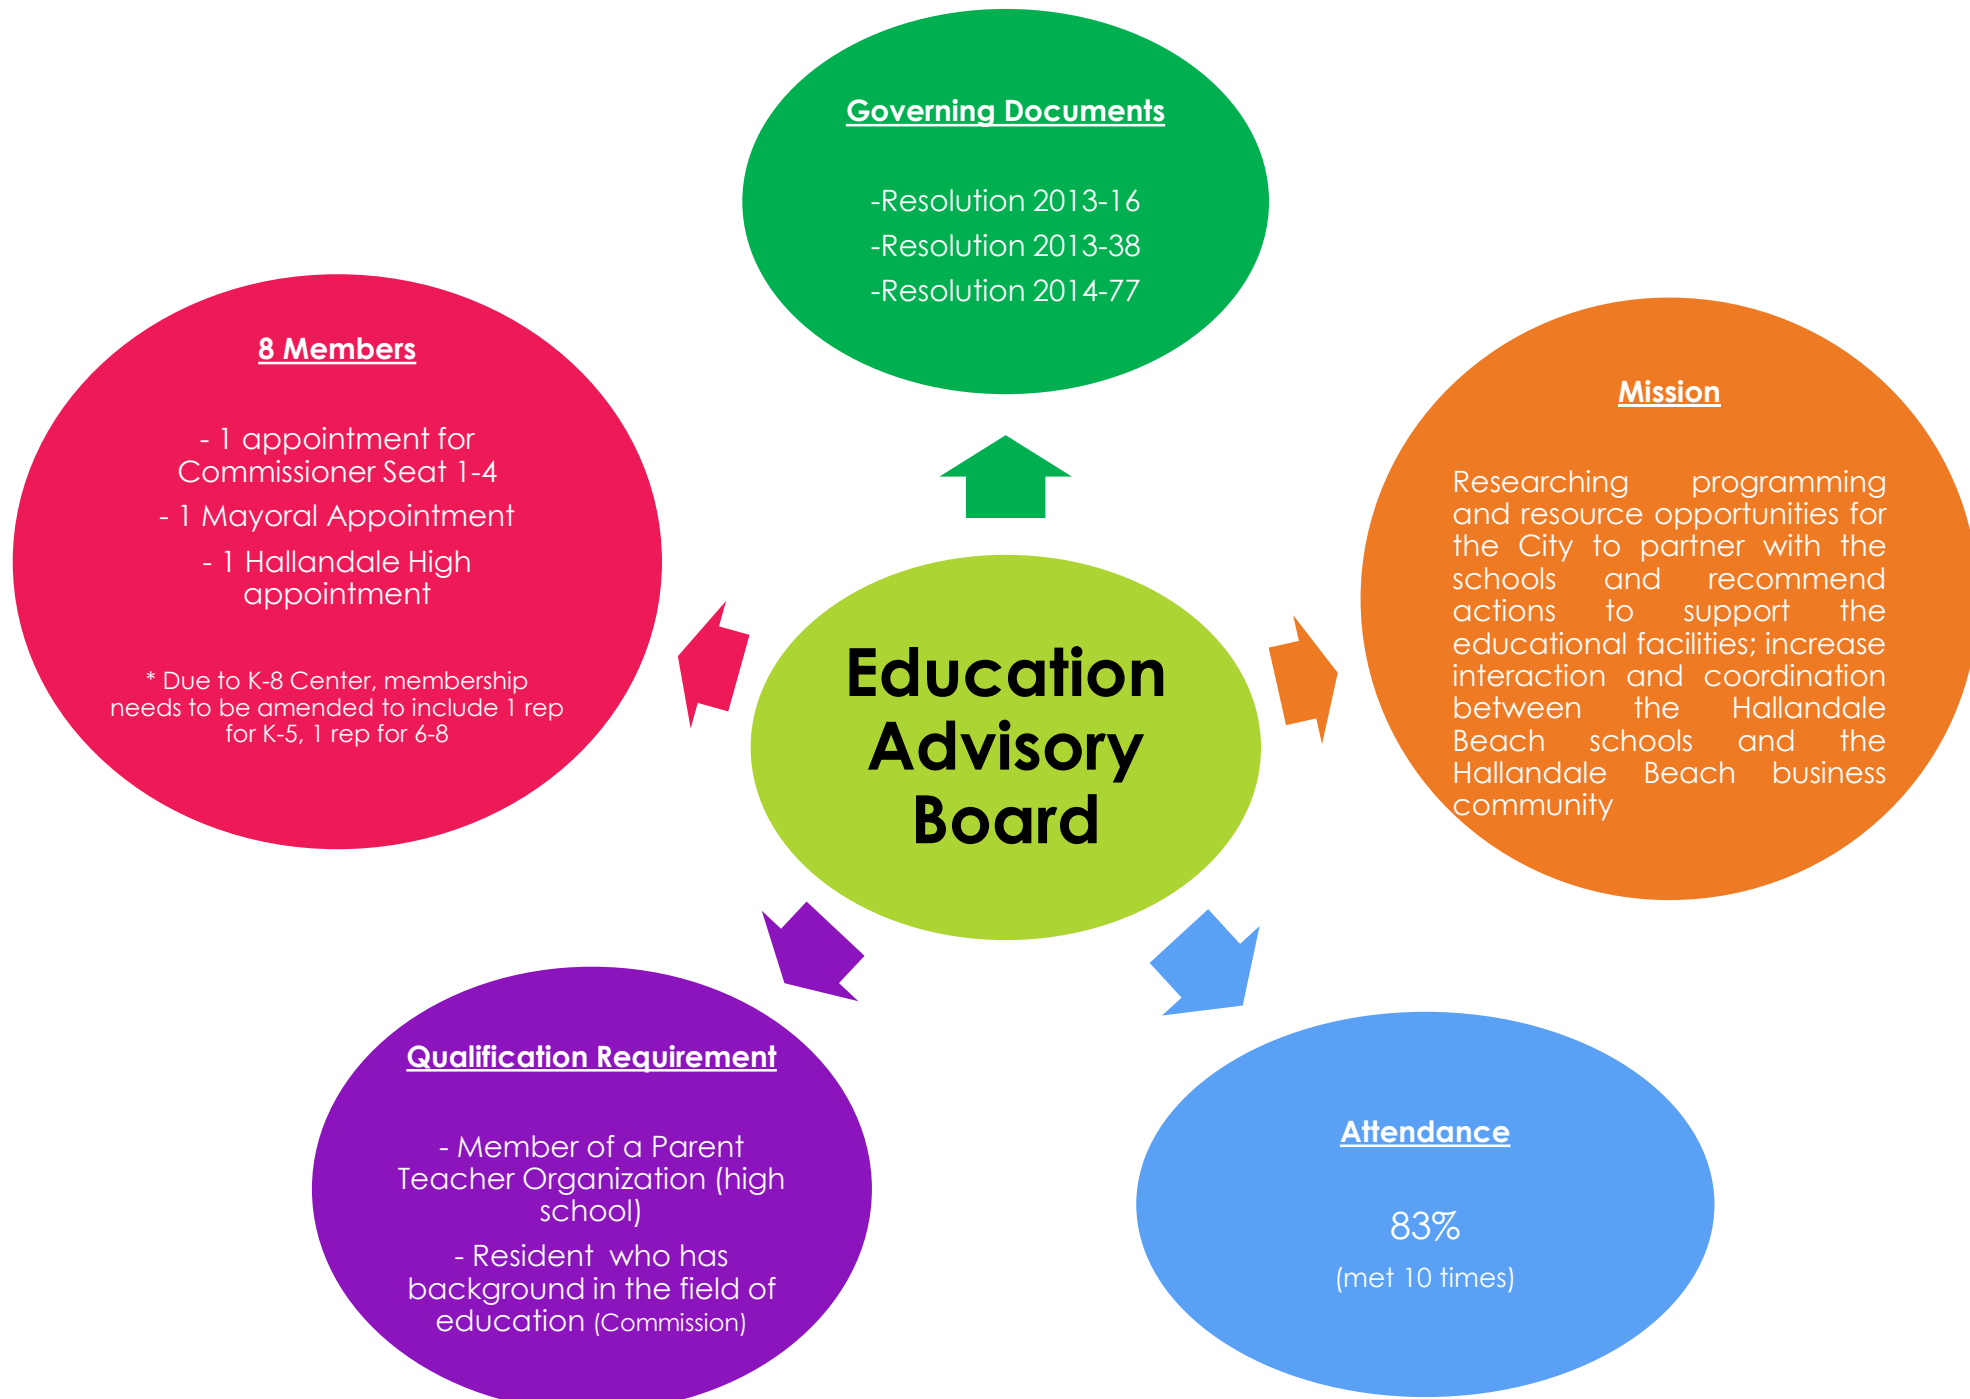 Governing Documents
-Resolution 2013-16
-Resolution 2013-38
-Resolution 2014-77
8 Members
- 1 appointment for
Commissioner Seat 1-4
- 1 Mayoral Appointment
- 1 Hallandale High
appointment
* Due to K-8 Center, membership
needs to be amended to include 1 rep
for K-5, 1 rep for 6-8
Mission
Researching programming
and resource opportunities for
the City to partner with the
schools and recommend
actions to support the
educational facilities; increase
interaction and coordination
between the Hallandale
Beach schools and the
Hallandale Beach business
community
Education
Advisory
Board
Qualification Requirement
- Member of a Parent
Teacher Organization (high
school)
- Resident who has
background in the field of
education (Commission)
Attendance
83%
(met 10 times)